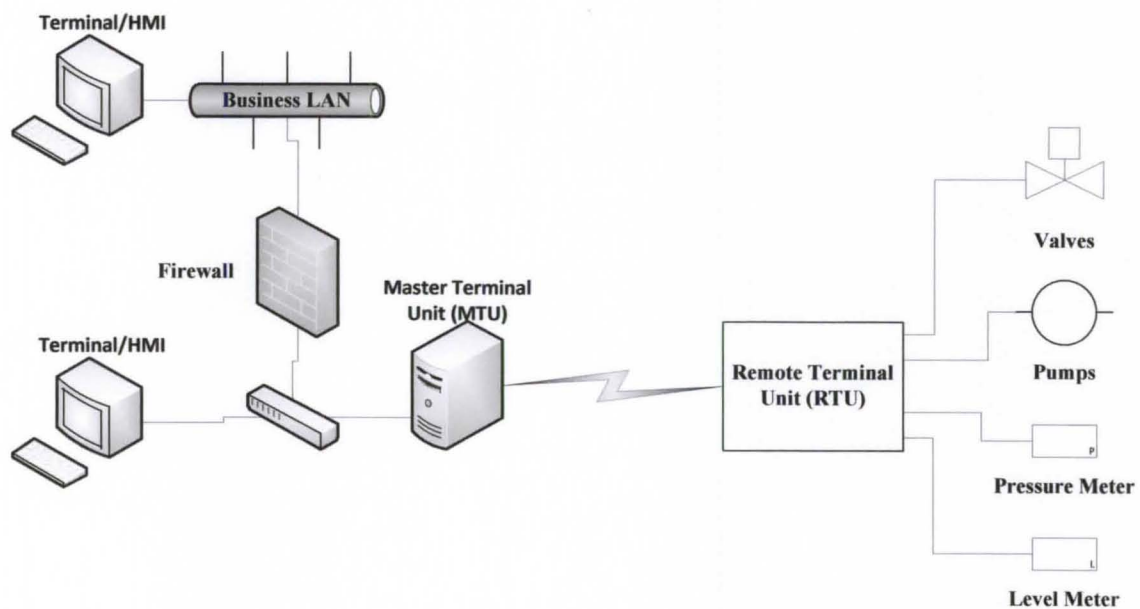 Terminal/HMI
Business LAN
Firewall
Master Terminal
Unit (MTU)
Terminal/HMI
Remote Terminal
Unit (RTU)
Valves
Pumps
P
Pressure Meter
L
Level Meter